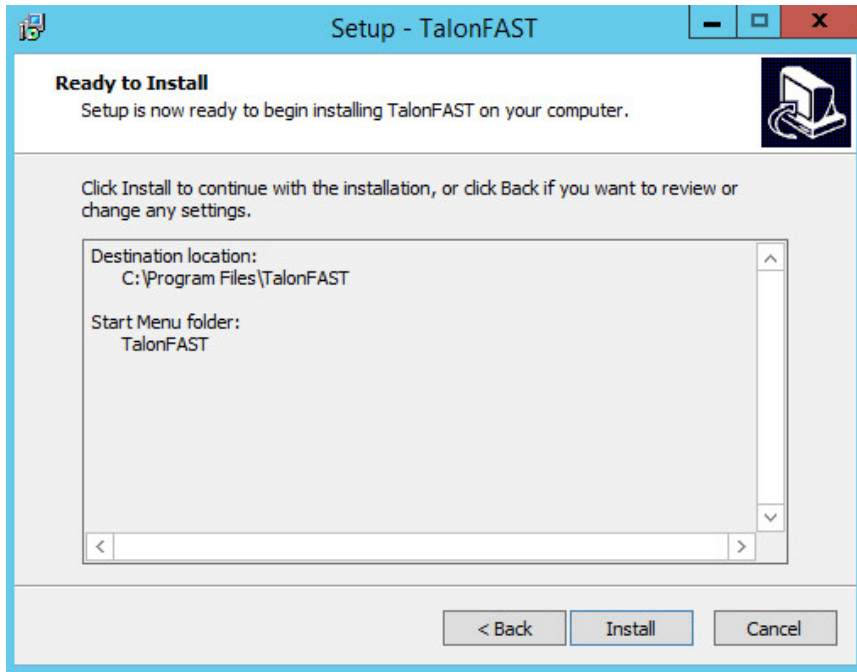 Setup - TalonFAST
Ready to Install
Setup is now ready to begin installing TalonFAST on your computer.
Click Install to continue with the installation, or click Back if you want to review or
change any settings.
Destination location:
C:\Program Files\TalonFAST
Start Menu folder:
TalonFAST
< Back
Install
Cancel